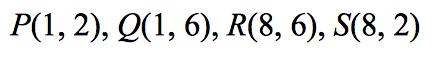 P(1, 2), Q(1, 6), R(8, 6), S(8, 2)